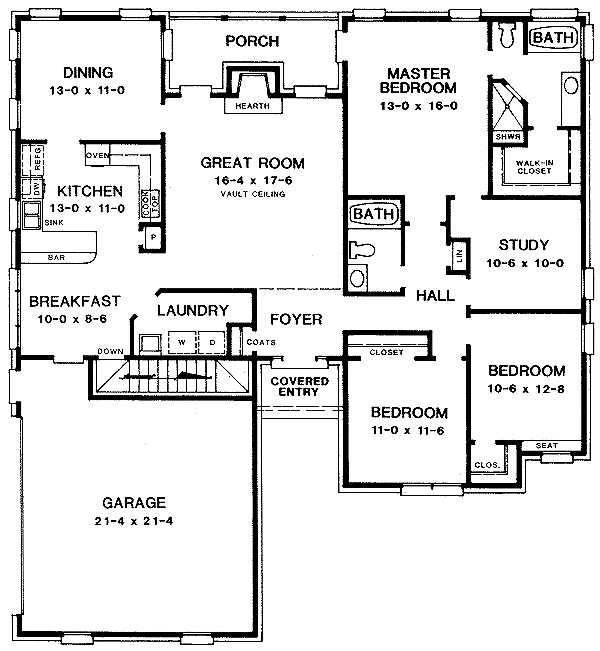 PORCH
BATH
DINING
13-0 x 11-0
MASTER
BEDROOM
13-0 x 16-0
HEARTH
SHWR
OVEN
REFG
GREAT ROOM
16-4 x 17-6
VAULT CEILING
WALK-IN
CLOSET
KITCHEN
13-0 x 11-0
DW
COOK
TOP
SINK
BATH
P
BAR
LIN
STUDY
10-6 x 10-0
BREAKFAST
10-0 x 8-6
LAUNDRY
HALL
FOYER
W
D
COATS
DOWN
CLOSET
COVERED
ENTRY
BEDROOM
10-6 x 12-8
BEDROOM
11-0 x 11-6
SEAT
CLOS.
GARAGE
21-4 x 21-4